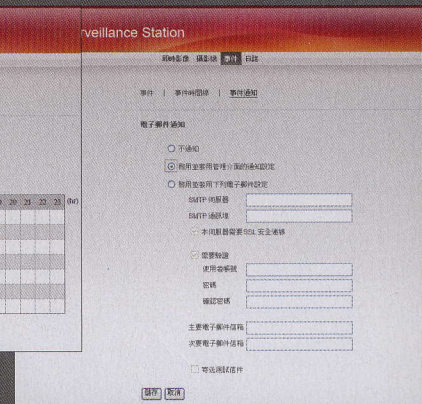 rveillance Station
即時影像 攝影機 事件 日誌
事件 | 事件時間線 | 事件通知
電子郵件通知
不通知
啟用並套用管理介面的通知設定
啟用並套用下列電子郵件設定
SMTP 伺服器
SMTP 通訊埠
本伺服器需要SSL安全連線
需要驗證
使用者帳號
密碼
確認密碼
主要電子郵件信箱
次要電子郵件信箱
寄送測試信件
儲存 取消
20 21 22 23 (hr)